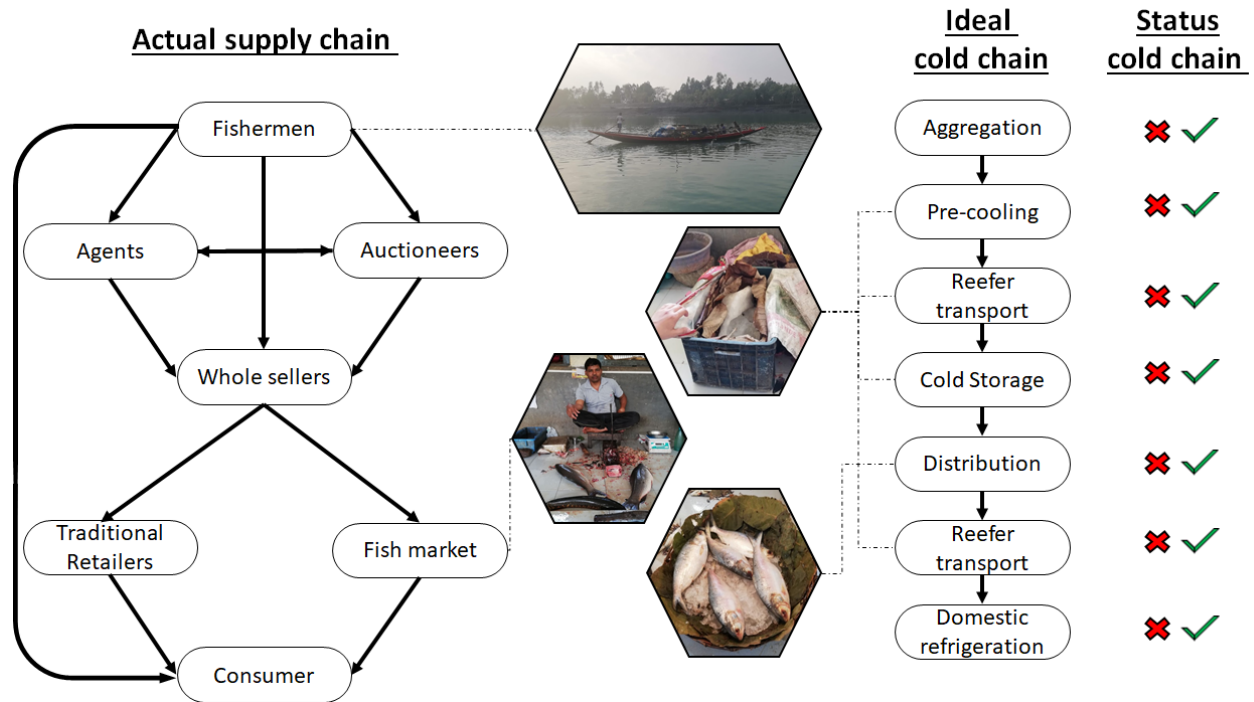 Actual supply chain
Fishermen
Agents
Auctioneers
Whole sellers
Traditional
Retailers
Fish market
Consumer
Ideal
cold chain
Aggregation
Pre-cooling
Reefer
transport
Cold Storage
Distribution
Reefer
transport
Domestic
refrigeration
Status
cold chain